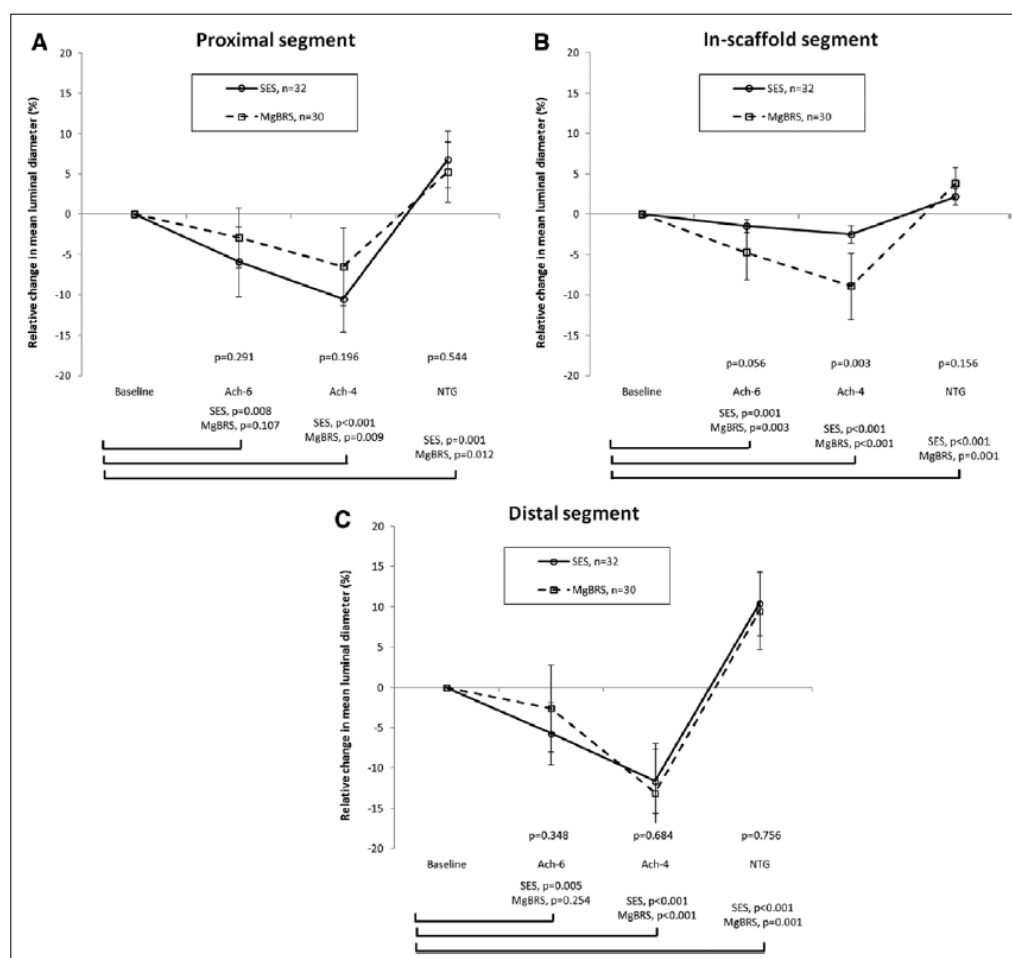 A
Proximal segment
Relative change in mean luminal diameter (%)
20
15
10
5
0
-5
-10
-15
-20
SES, n=32
MgBRS, n=30
p=0.291 p=0.196 p=0.544
Baseline Ach-6 Ach-4 NTG
SES, p=0.008
MgBRS, p=0.107
SES, p<0.001
MgBRS, p=0.009
SES, p=0.001
MgBRS, p=0.012
B
In-scaffold segment
Relative change in mean luminal diameter (%)
20
15
10
5
0
-5
-10
-15
-20
SES, n=32
MgBRS, n=30
p=0.056 p=0.003 p=0.156
Baseline Ach-6 Ach-4 NTG
SES, p=0.001
MgBRS, p=0.003
SES, p<0.001
MgBRS, p<0.001
SES, p<0.001
MgBRS, p=0.001
C
Distal segment
Relative change in mean luminal diameter (%)
20
15
10
5
0
-5
-10
-15
-20
SES, n=32
MgBRS, n=30
p=0.348 p=0.684 p=0.756
Baseline Ach-6 Ach-4 NTG
SES, p=0.005
MgBRS, p=0.254
SES, p<0.001
MgBRS, p<0.001
SES, p<0.001
MgBRS, p=0.001